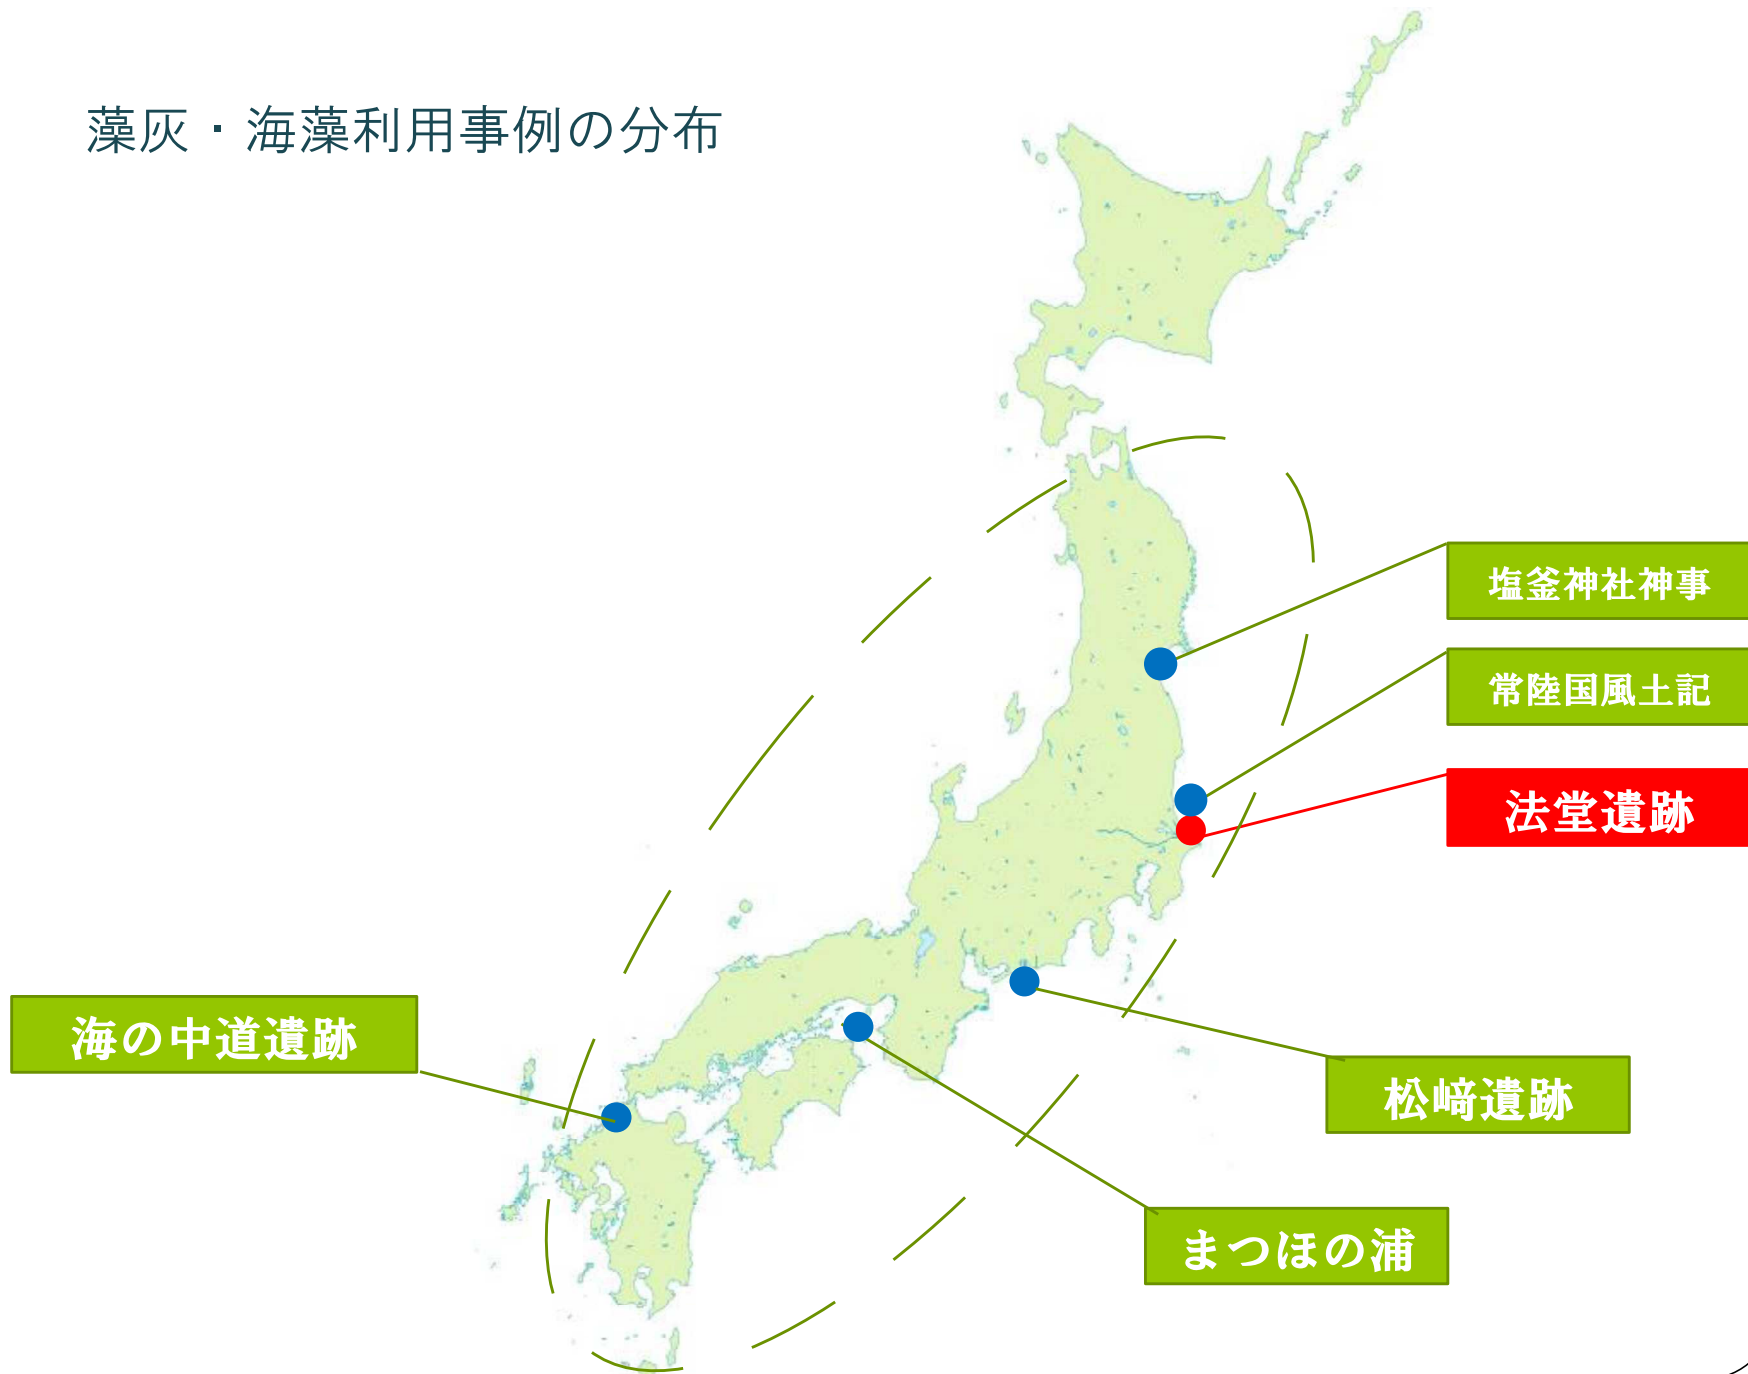 藻灰・海藻利用事例の分布
塩釜神社神事
常陸国風土記
法堂遺跡
海の中道遺跡
松﨑遺跡
まつほの浦